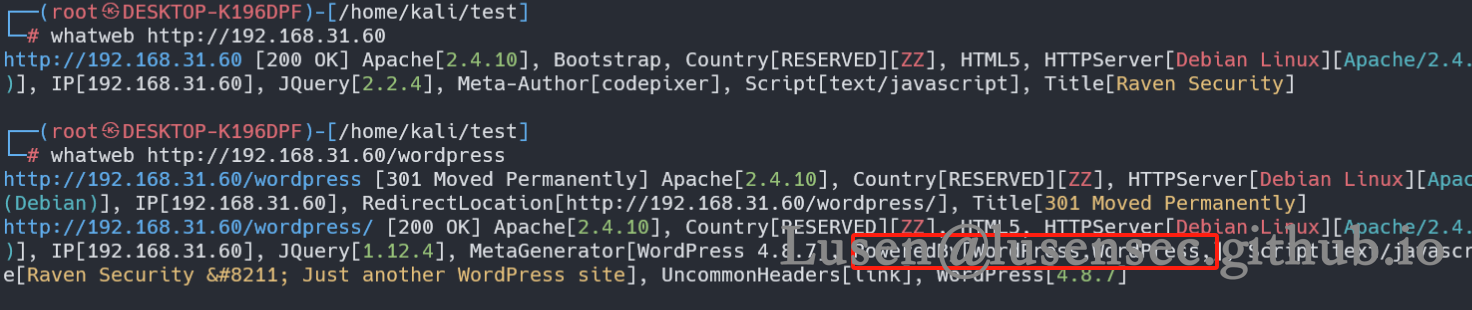 ┌──(root㉿DESKTOP-K196DPF)-[/home/kali/test]
└─# whatweb http://192.168.31.60
http://192.168.31.60 [200 OK] Apache[2.4.10], Bootstrap, Country[RESERVED][ZZ], HTML5, HTTPServer[Debian Linux][Apache/2.4.
)], IP[192.168.31.60], JQuery[2.2.4], Meta-Author[codepixer], Script[text/javascript], Title[Raven Security]
┌──(root㉿DESKTOP-K196DPF)-[/home/kali/test]
└─# whatweb http://192.168.31.60/wordpress
http://192.168.31.60/wordpress [301 Moved Permanently] Apache[2.4.10], Country[RESERVED][ZZ], HTTPServer[Debian Linux][Apac
(Debian)], IP[192.168.31.60], RedirectLocation[http://192.168.31.60/wordpress/], Title[301 Moved Permanently]
http://192.168.31.60/wordpress/ [200 OK] Apache[2.4.10], Country[RESERVED][ZZ], HTML5, HTTPServer[Debian Linux][Apache/2.4.
)], IP[192.168.31.60], JQuery[1.12.4], MetaGenerator[WordPress 4.8.7], PoweredBy[WordPress,WordPress,], Script[text/javascr
e[Raven Security &#8211; Just another WordPress site], UncommonHeaders[link], WordPress[4.8.7]
Lusen@lusensec.github.io